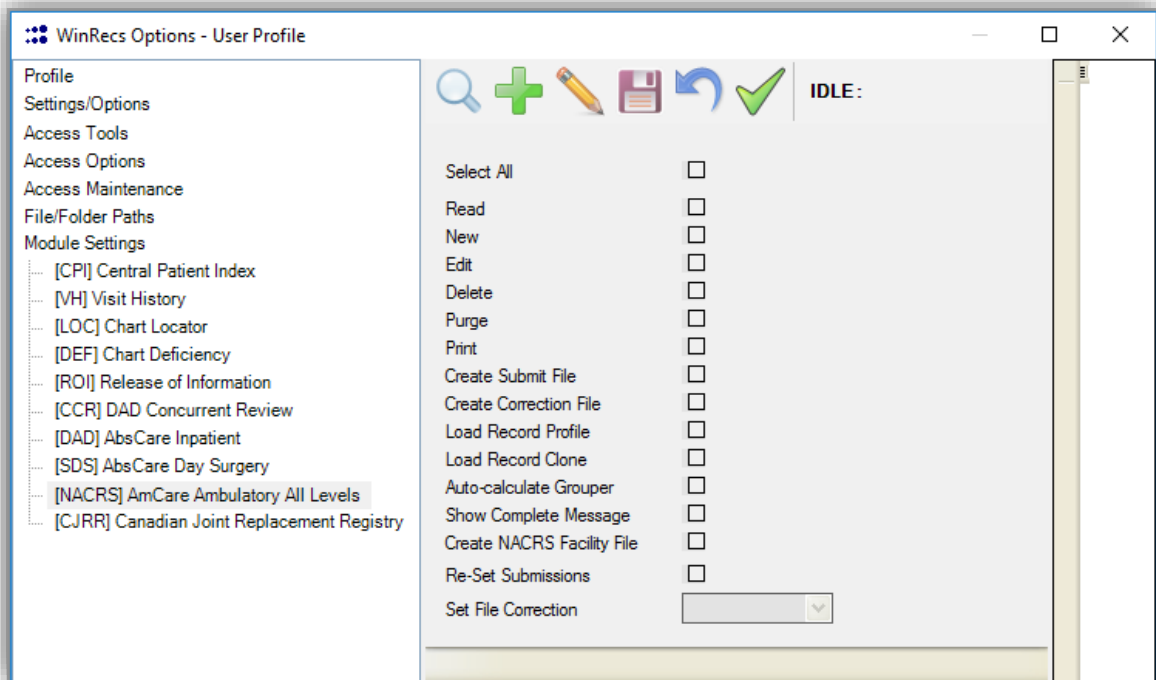 WinRecs Options - User Profile
Profile
Settings/Options
Access Tools
Access Options
Access Maintenance
File/Folder Paths
Module Settings
[CPI] Central Patient Index
[VH] Visit History
[LOC] Chart Locator
[DEF] Chart Deficiency
[ROI] Release of Information
[CCR] DAD Concurrent Review
[DAD] AbsCare Inpatient
[SDS] AbsCare Day Surgery
[NACRS] AmCare Ambulatory All Levels
[CJRR] Canadian Joint Replacement Registry
IDLE:
Select All
Read
New
Edit
Delete
Purge
Print
Create Submit File
Create Correction File
Load Record Profile
Load Record Clone
Auto-calculate Grouper
Show Complete Message
Create NACRS Facility File
Re-Set Submissions
Set File Correction